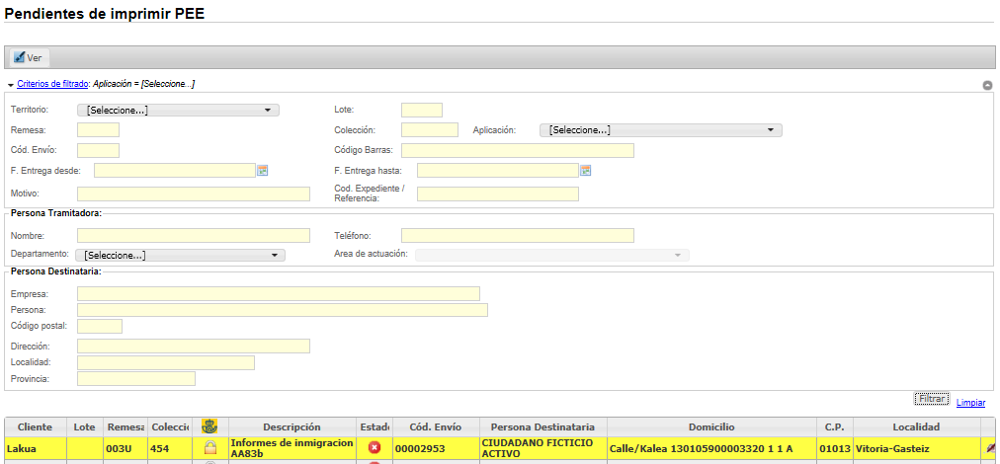 Pendientes de imprimir PEE
Ver
Criterios de filtrado: Aplicación = [Seleccione...]
Territorio: [Seleccione...] Lote:
Remesa: Colección: Aplicación: [Seleccione...]
Cód. Envío: Código Barras:
F. Entrega desde: F. Entrega hasta:
Motivo: Cod. Expediente /
Referencia:
Persona Tramitadora:
Nombre: Teléfono:
Departamento: [Seleccione...] Area de actuación:
Persona Destinataria:
Empresa:
Persona:
Código postal:
Dirección:
Localidad:
Provincia:
Filtrar Limpiar
Cliente Lote Remesa Colecci Descripción Estad Cód. Envío Persona Destinataria Domicilio C.P. Localidad
Lakua 003U 454 Informes de inmigracion AA83b 00002953 CIUDADANO FICTICIO ACTIVO Calle/Kalea 130105900003320 1 1 A 01013 Vitoria-Gasteiz